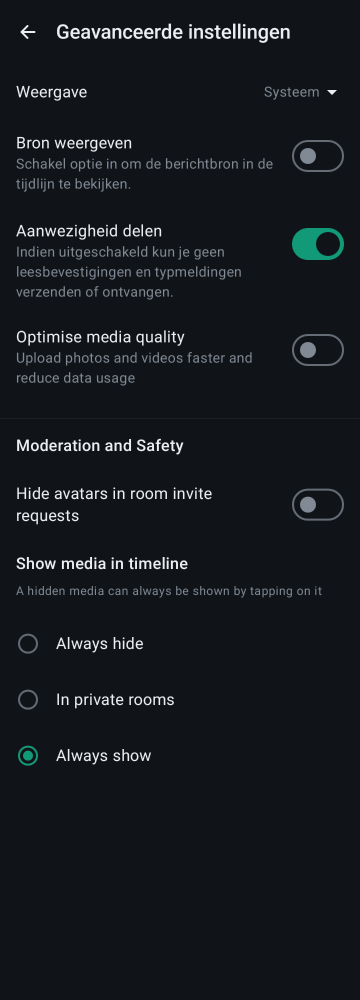 Geavanceerde instellingen
Weergave
Systeem
Bron weergeven
Schakel optie in om de berichtbron in de
tijdlijn te bekijken.
Aanwezigheid delen
Indien uitgeschakeld kun je geen
leesbevestigingen en typmeldingen
verzenden of ontvangen.
Optimise media quality
Upload photos and videos faster and
reduce data usage
Moderation and Safety
Hide avatars in room invite
requests
Show media in timeline
A hidden media can always be shown by tapping on it
Always hide
In private rooms
Always show